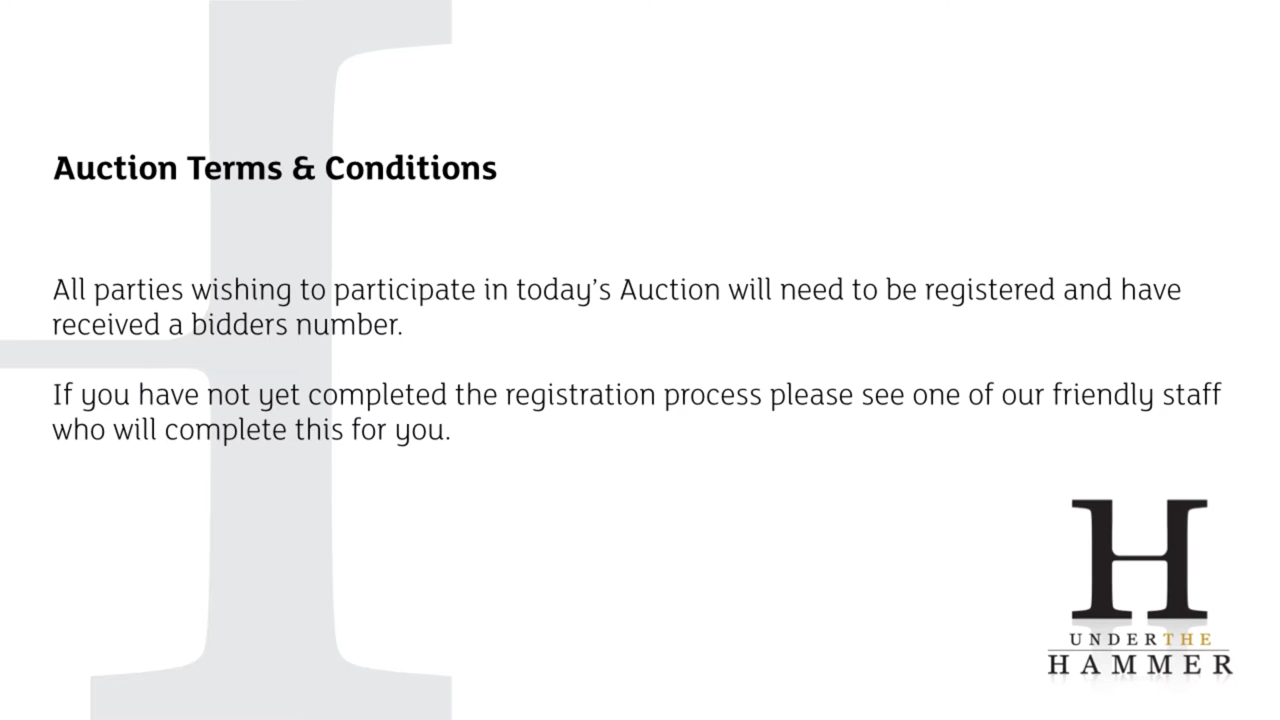 Auction Terms & Conditions
All parties wishing to participate in today's Auction will need to be registered and have
received a bidders number.
If you have not yet completed the registration process please see one of our friendly staff
who will complete this for you.
H
UNDERTHE
HAMMER